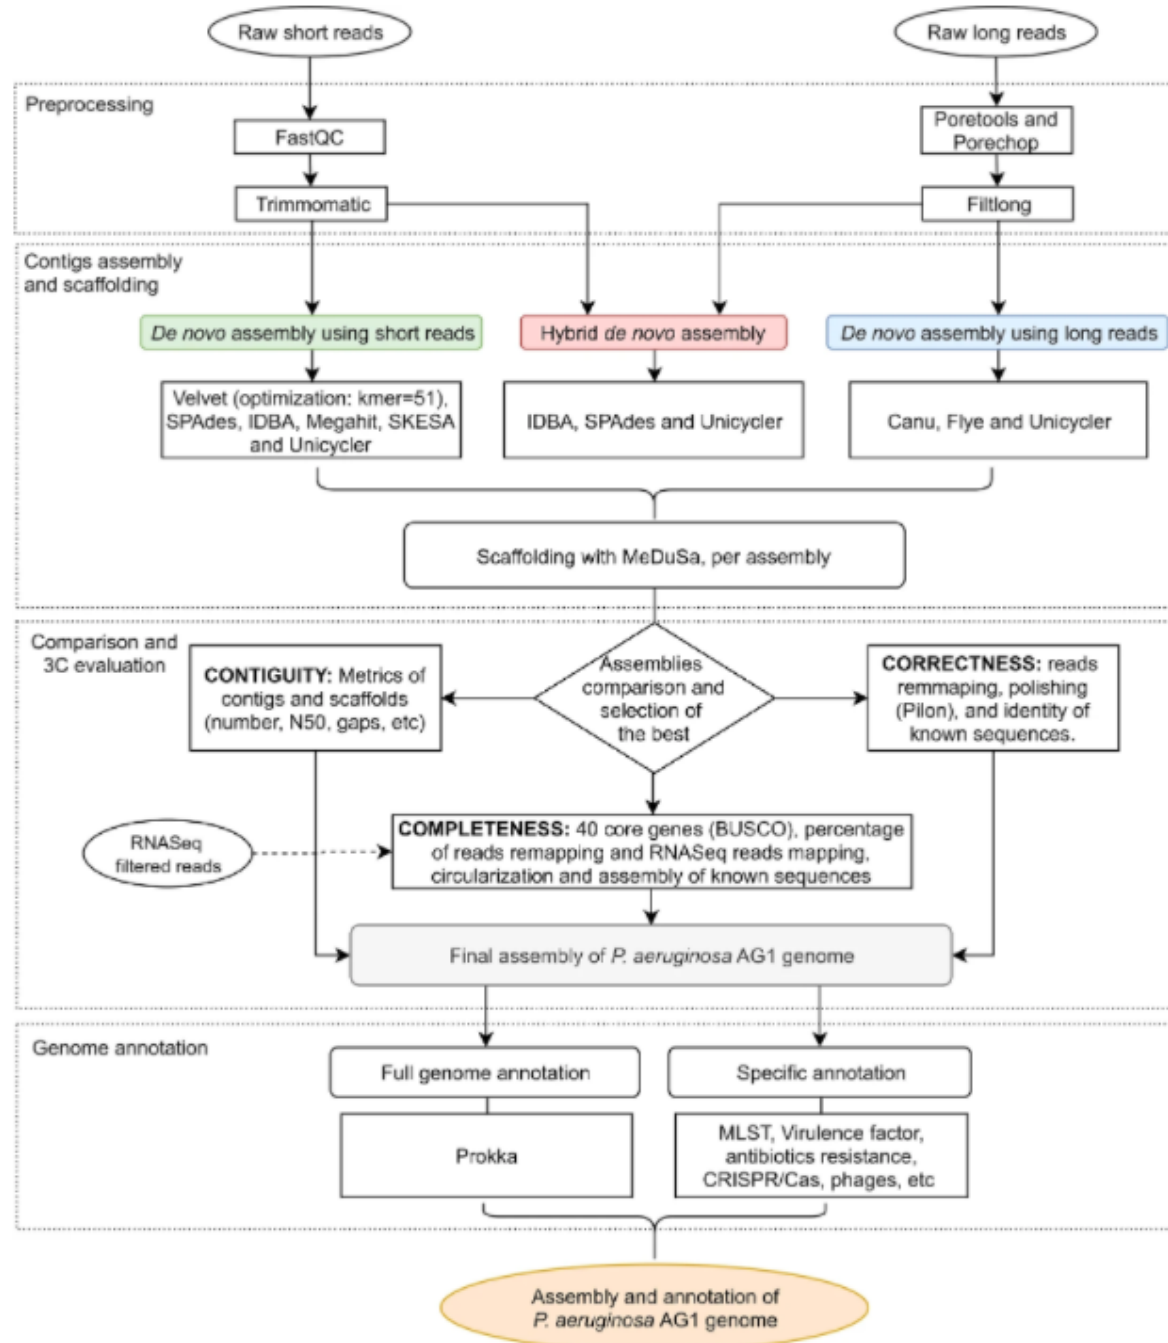 Raw short reads
Raw long reads
Preprocessing
FastQC
Poretools and
Porechop
Trimmomatic
Filtlong
Contigs assembly
and scaffolding
De novo assembly using short reads
Hybrid de novo assembly
De novo assembly using long reads
Velvet (optimization: kmer=51),
SPAdes, IDBA, Megahit, SKESA
and Unicycler
IDBA, SPAdes and Unicycler
Canu, Flye and Unicycler
Scaffolding with MeDuSa, per assembly
Comparison and
3C evaluation
CONTIGUITY: Metrics of
contigs and scaffolds
(number, N50, gaps, etc)
Assemblies
comparison and
selection of
the best
CORRECTNESS: reads
remmaping, polishing
(Pilon), and identity of
known sequences.
RNASeq
filtered reads
COMPLETENESS: 40 core genes (BUSCO), percentage
of reads remapping and RNASeq reads mapping,
circularization and assembly of known sequences
Final assembly of P. aeruginosa AG1 genome
Genome annotation
Full genome annotation
Specific annotation
Prokka
MLST, Virulence factor,
antibiotics resistance,
CRISPR/Cas, phages, etc
Assembly and annotation of
P. aeruginosa AG1 genome